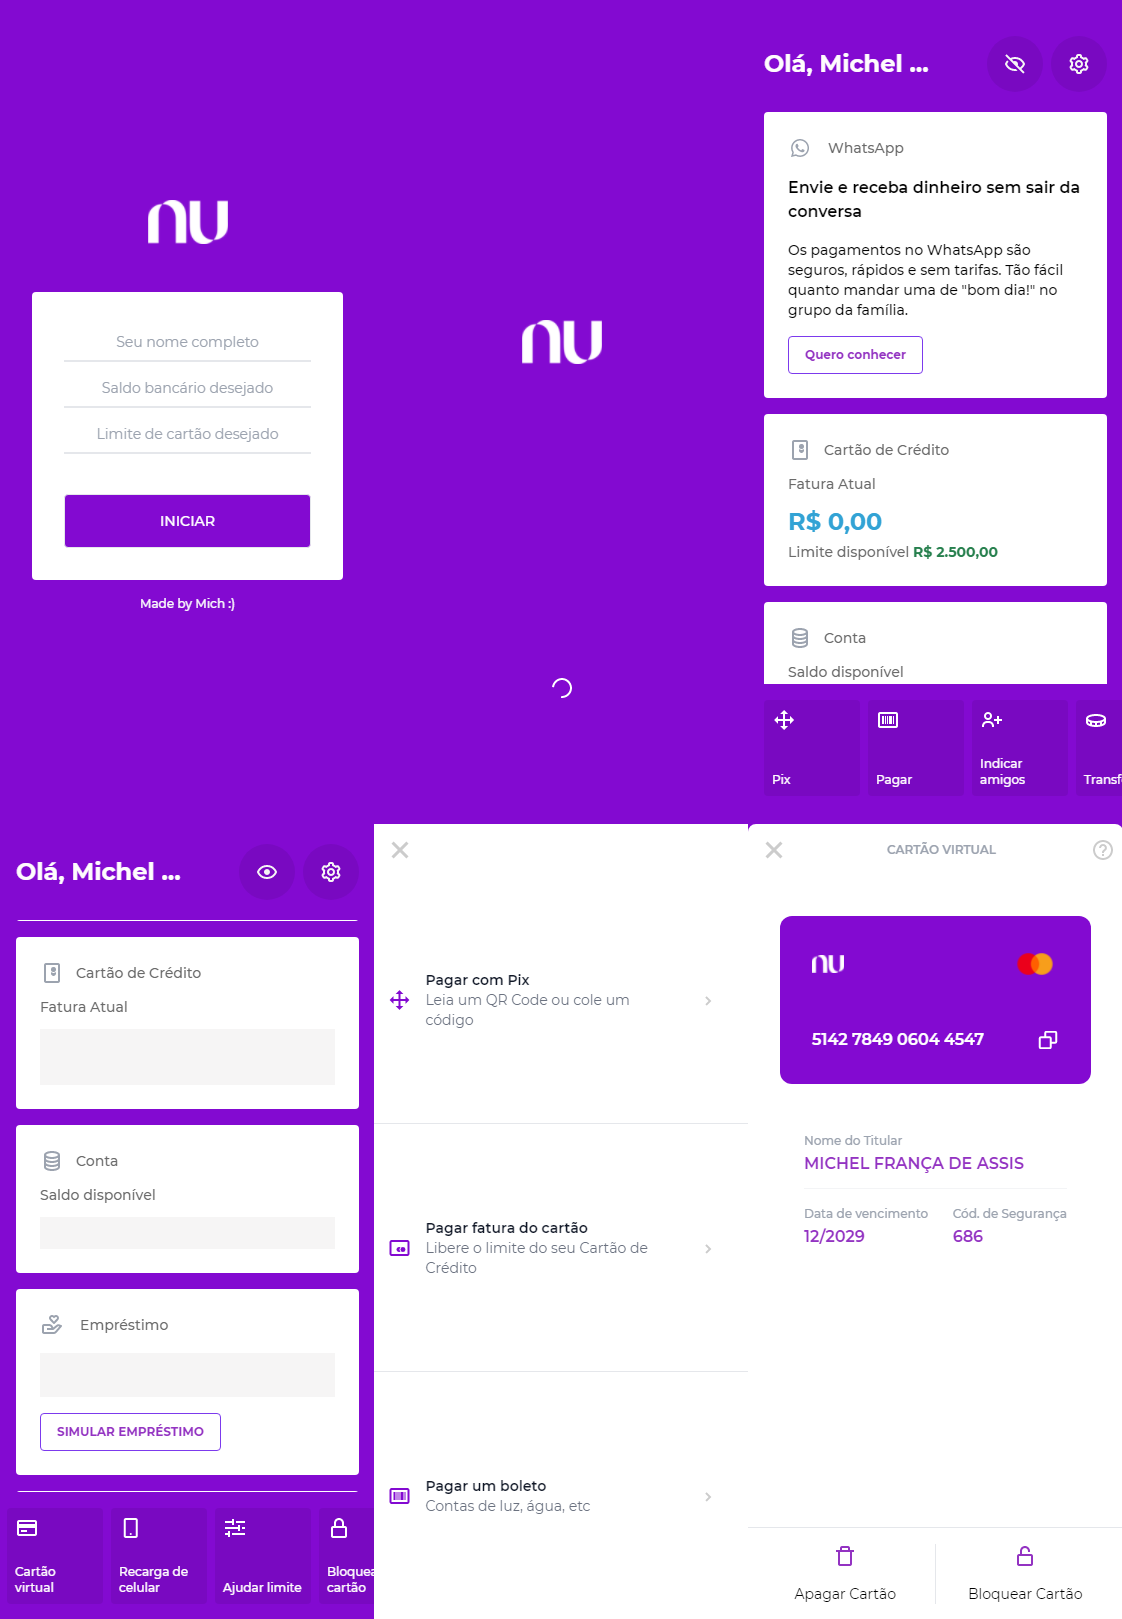 nu
Seu nome completo
Saldo bancário desejado
Limite de cartão desejado
INICIAR
Made by Mich :)
nu
Olá, Michel ...
WhatsApp
Envie e receba dinheiro sem sair da
conversa
Os pagamentos no WhatsApp são
seguros, rápidos e sem tarifas. Tão fácil
quanto mandar uma de "bom dia!" no
grupo da família.
Quero conhecer
Cartão de Crédito
Fatura Atual
R$ 0,00
Limite disponível R$ 2.500,00
Conta
Saldo disponível
Pix
Pagar
Indicar
amigos
Transf
Olá, Michel ...
Cartão de Crédito
Fatura Atual
Conta
Saldo disponível
Empréstimo
SIMULAR EMPRÉSTIMO
Cartão
virtual
Recarga de
celular
Ajudar limite
Bloquea
cartão
Pagar com Pix
Leia um QR Code ou cole um
código
Pagar fatura do cartão
Libere o limite do seu Cartão de
Crédito
Pagar um boleto
Contas de luz, água, etc
CARTÃO VIRTUAL
nu
5142 7849 0604 4547
Nome do Titular
MICHEL FRANÇA DE ASSIS
Data de vencimento
12/2029
Cód. de Segurança
686
Apagar Cartão
Bloquear Cartão